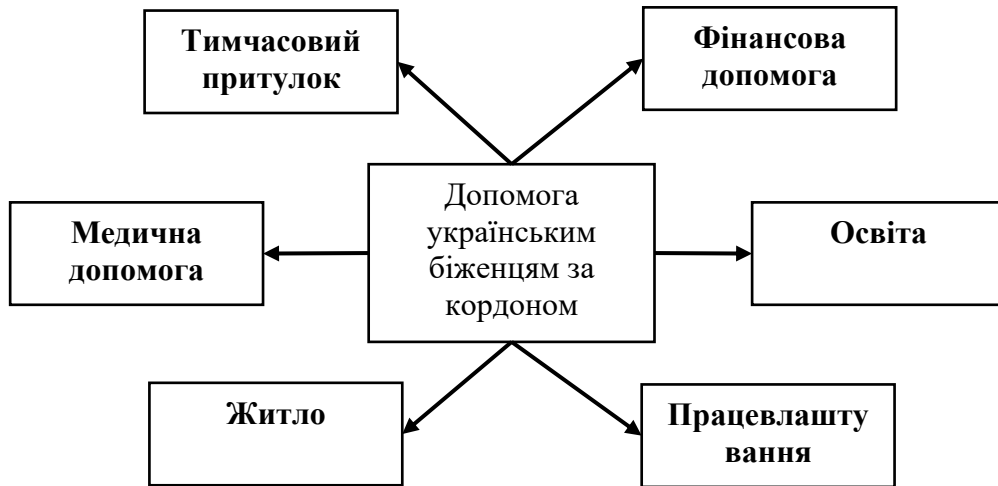 Тимчасовий
притулок
Фінансова
допомога
Медична
допомога
Допомога
українським
біженцям за
кордоном
Освіта
Житло
Працевлашту
вання